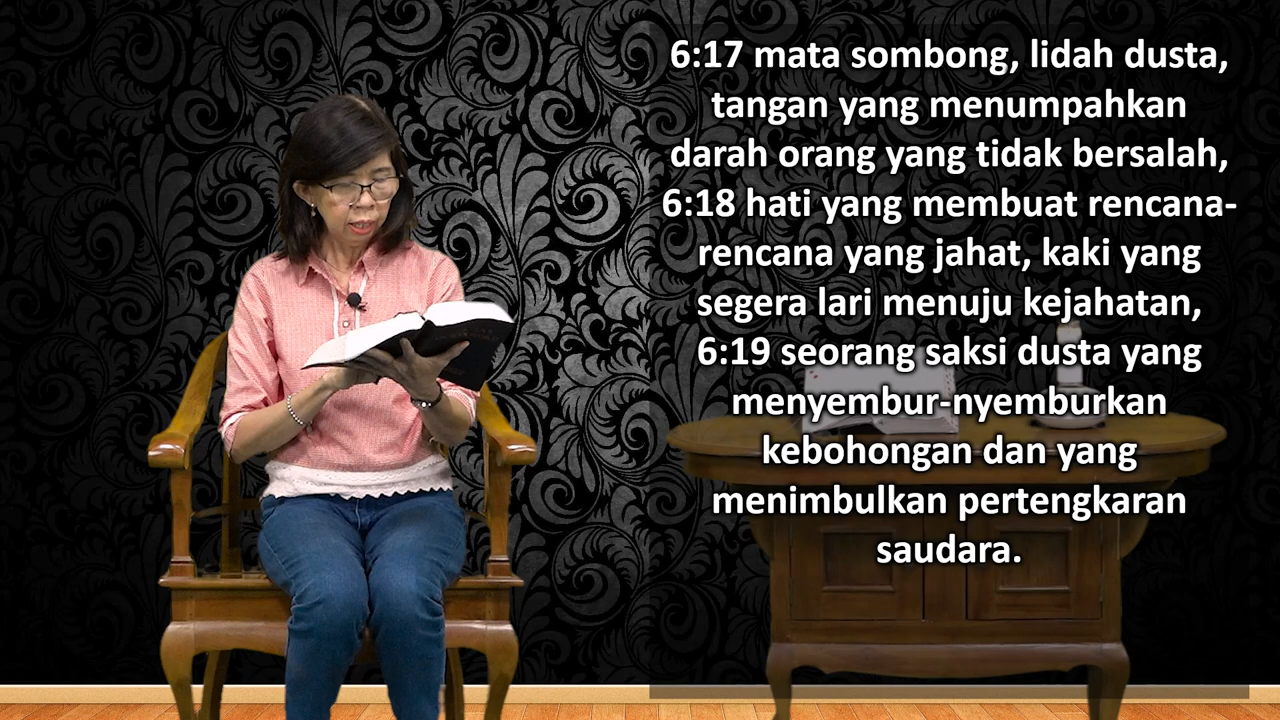 6:17 mata sombong, lidah dusta,
tangan yang menumpahkan
darah orang yang tidak bersalah,
6:18 hati yang membuat rencana-
rencana yang jahat, kaki yang
segera lari menuju kejahatan,
6:19 seorang saksi dusta yang
menyembur-nyemburkan
kebohongan dan yang
menimbulkan pertengkaran
saudara.